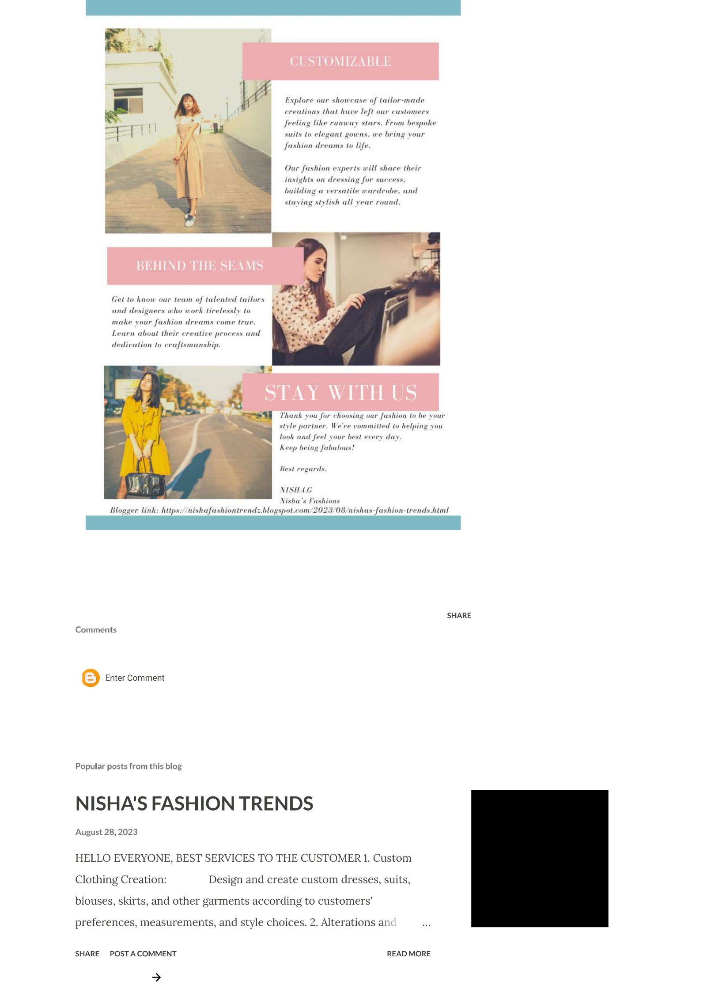 CUSTOMIZABLE
Explore our showcase of tailor-made
creations that have left our customers
feeling like runway stars. From bespoke
suits to elegant gowns, we bring your
fashion dreams to life.
Our fashion experts will share their
insights on dressing for success,
building a versatile wardrobe, and
staying stylish all year round.
BEHIND THE SEAMS
Get to know our team of talented tailors
and designers who work tirelessly to
make your fashion dreams come true.
Learn about their creative process and
dedication to craftsmanship.
STAY WITH US
Thank you for choosing our fashion to be your
style partner. We're committed to helping you
look and feel your best every day.
Keep being fabulous!
Best regards,
NISHA.G
Nisha's Fashions
Blogger link: https://nishafashiontrendz.blogspot.com/2023/08/nishas-fashion-trends.html
SHARE
Comments
Enter Comment
Popular posts from this blog
NISHA'S FASHION TRENDS
August 28, 2023
HELLO EVERYONE, BEST SERVICES TO THE CUSTOMER 1. Custom
Clothing Creation: Design and create custom dresses, suits,
blouses, skirts, and other garments according to customers'
preferences, measurements, and style choices. 2. Alterations and ...
SHARE POST A COMMENT READ MORE